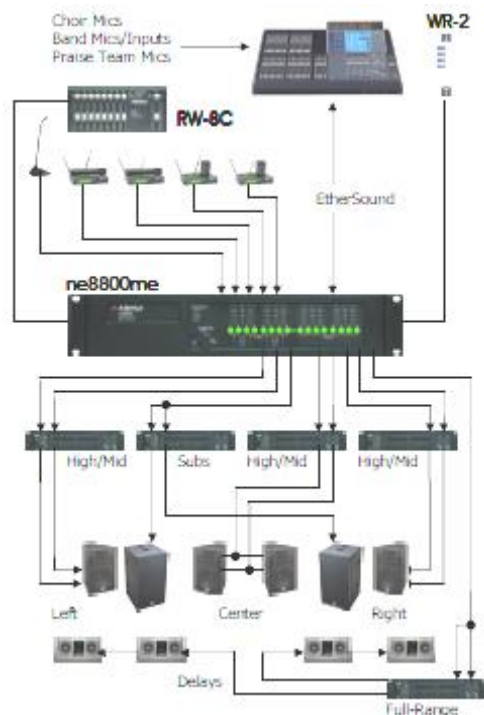 Choir Mics
Band Mics/Inputs
Praise Team Mics
WR-2
RW-8C
EtherSound
ne8800me
High/Mid
Subs
High/Mid
High/Mid
Left
Center
Right
Delays
Full-Range